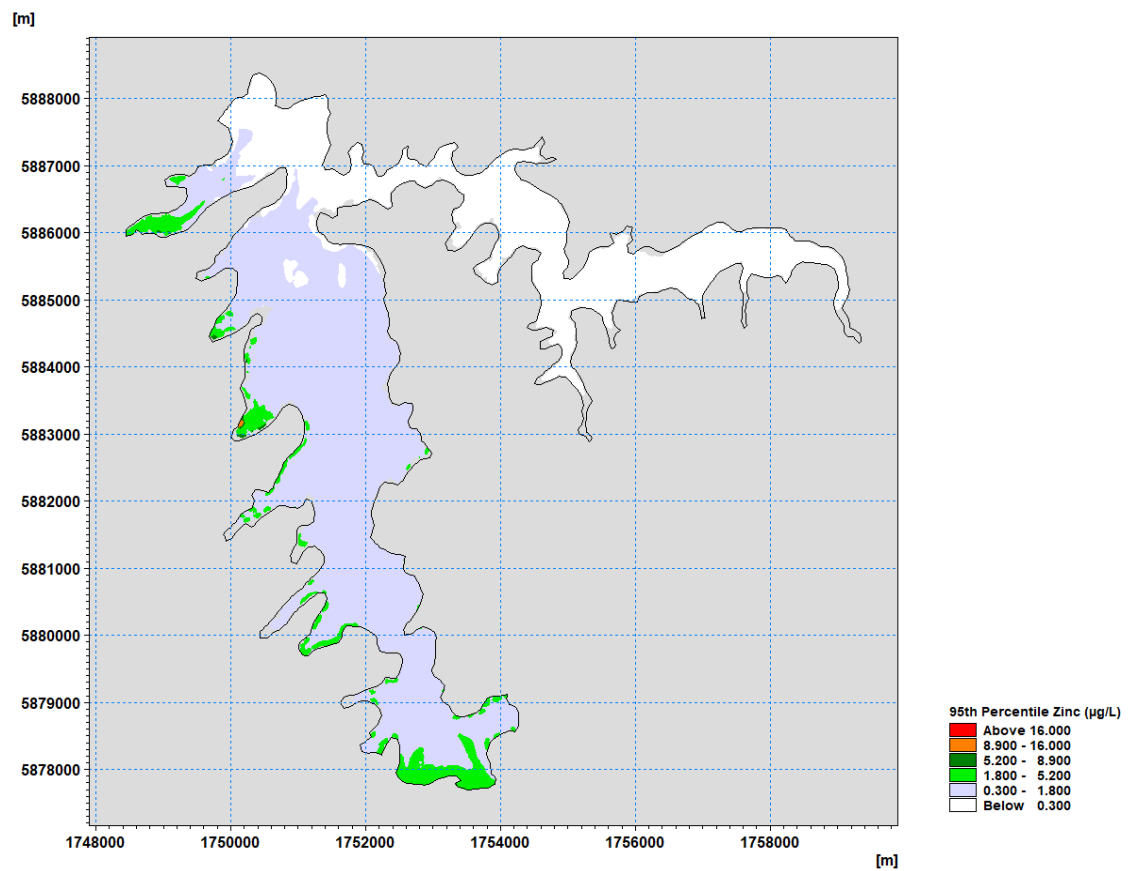 [m]
5888000
5887000
5886000
5885000
5884000
5883000
5882000
5881000
5880000
5879000
5878000
1748000 1750000 1752000 1754000 1756000 1758000
[m]
95th Percentile Zinc (µg/L)
Above 16.000
8.900 - 16.000
5.200 - 8.900
1.800 - 5.200
0.300 - 1.800
Below 0.300